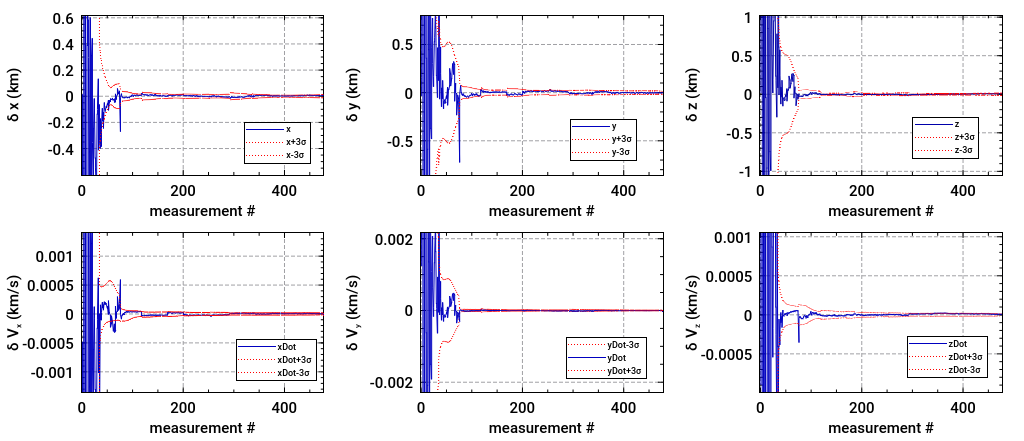 0.6
0.4
0.2
0
-0.2
-0.4
δ x (km)
x
x+3σ
x-3σ
0 200 400
measurement #
0.5
0
-0.5
δ y (km)
y
y+3σ
y-3σ
0 200 400
measurement #
1
0.5
0
-0.5
-1
δ z (km)
z
z+3σ
z-3σ
0 200 400
measurement #
0.001
0.0005
0
-0.0005
-0.001
δ Vx (km/s)
xDot
xDot+3σ
xDot-3σ
0 200 400
measurement #
0.002
0
-0.002
δ Vy (km/s)
yDot-3σ
yDot
yDot+3σ
0 200 400
measurement #
0.001
0.0005
0
-0.0005
δ Vz (km/s)
zDot
zDot+3σ
zDot-3σ
0 200 400
measurement #